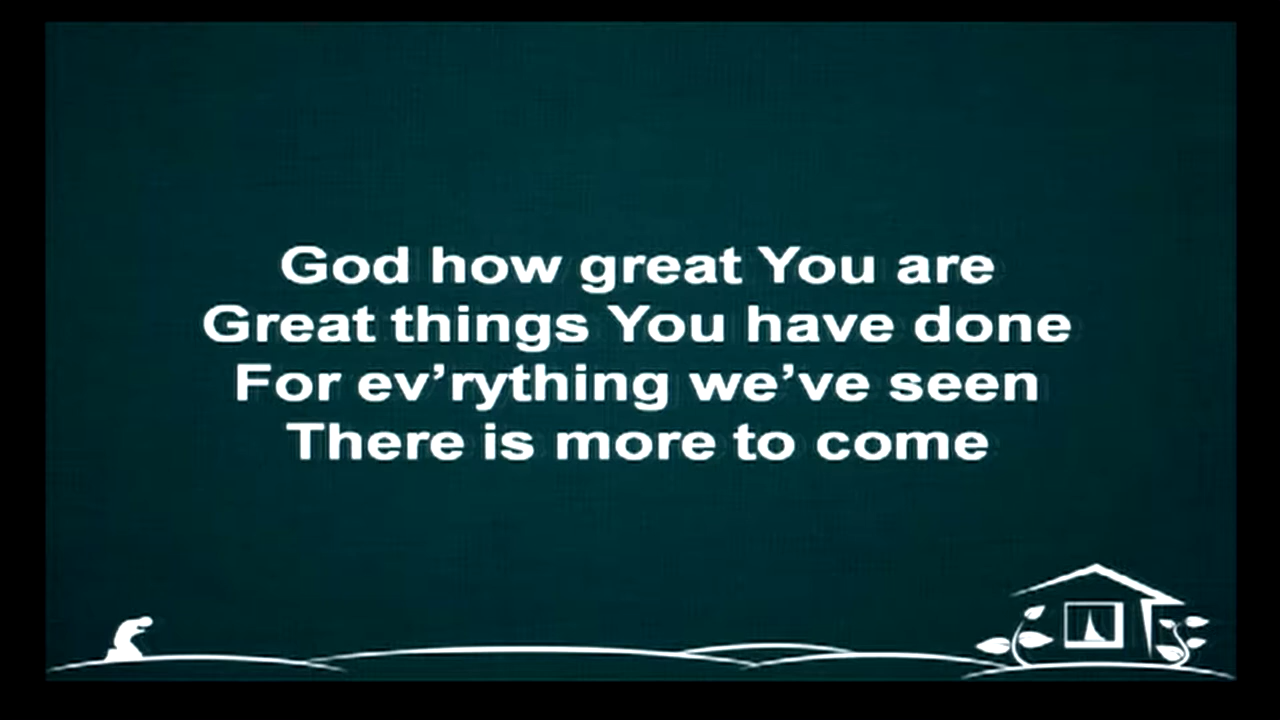 God how great You are
Great things You have done
For ev’rything we’ve seen
There is more to come